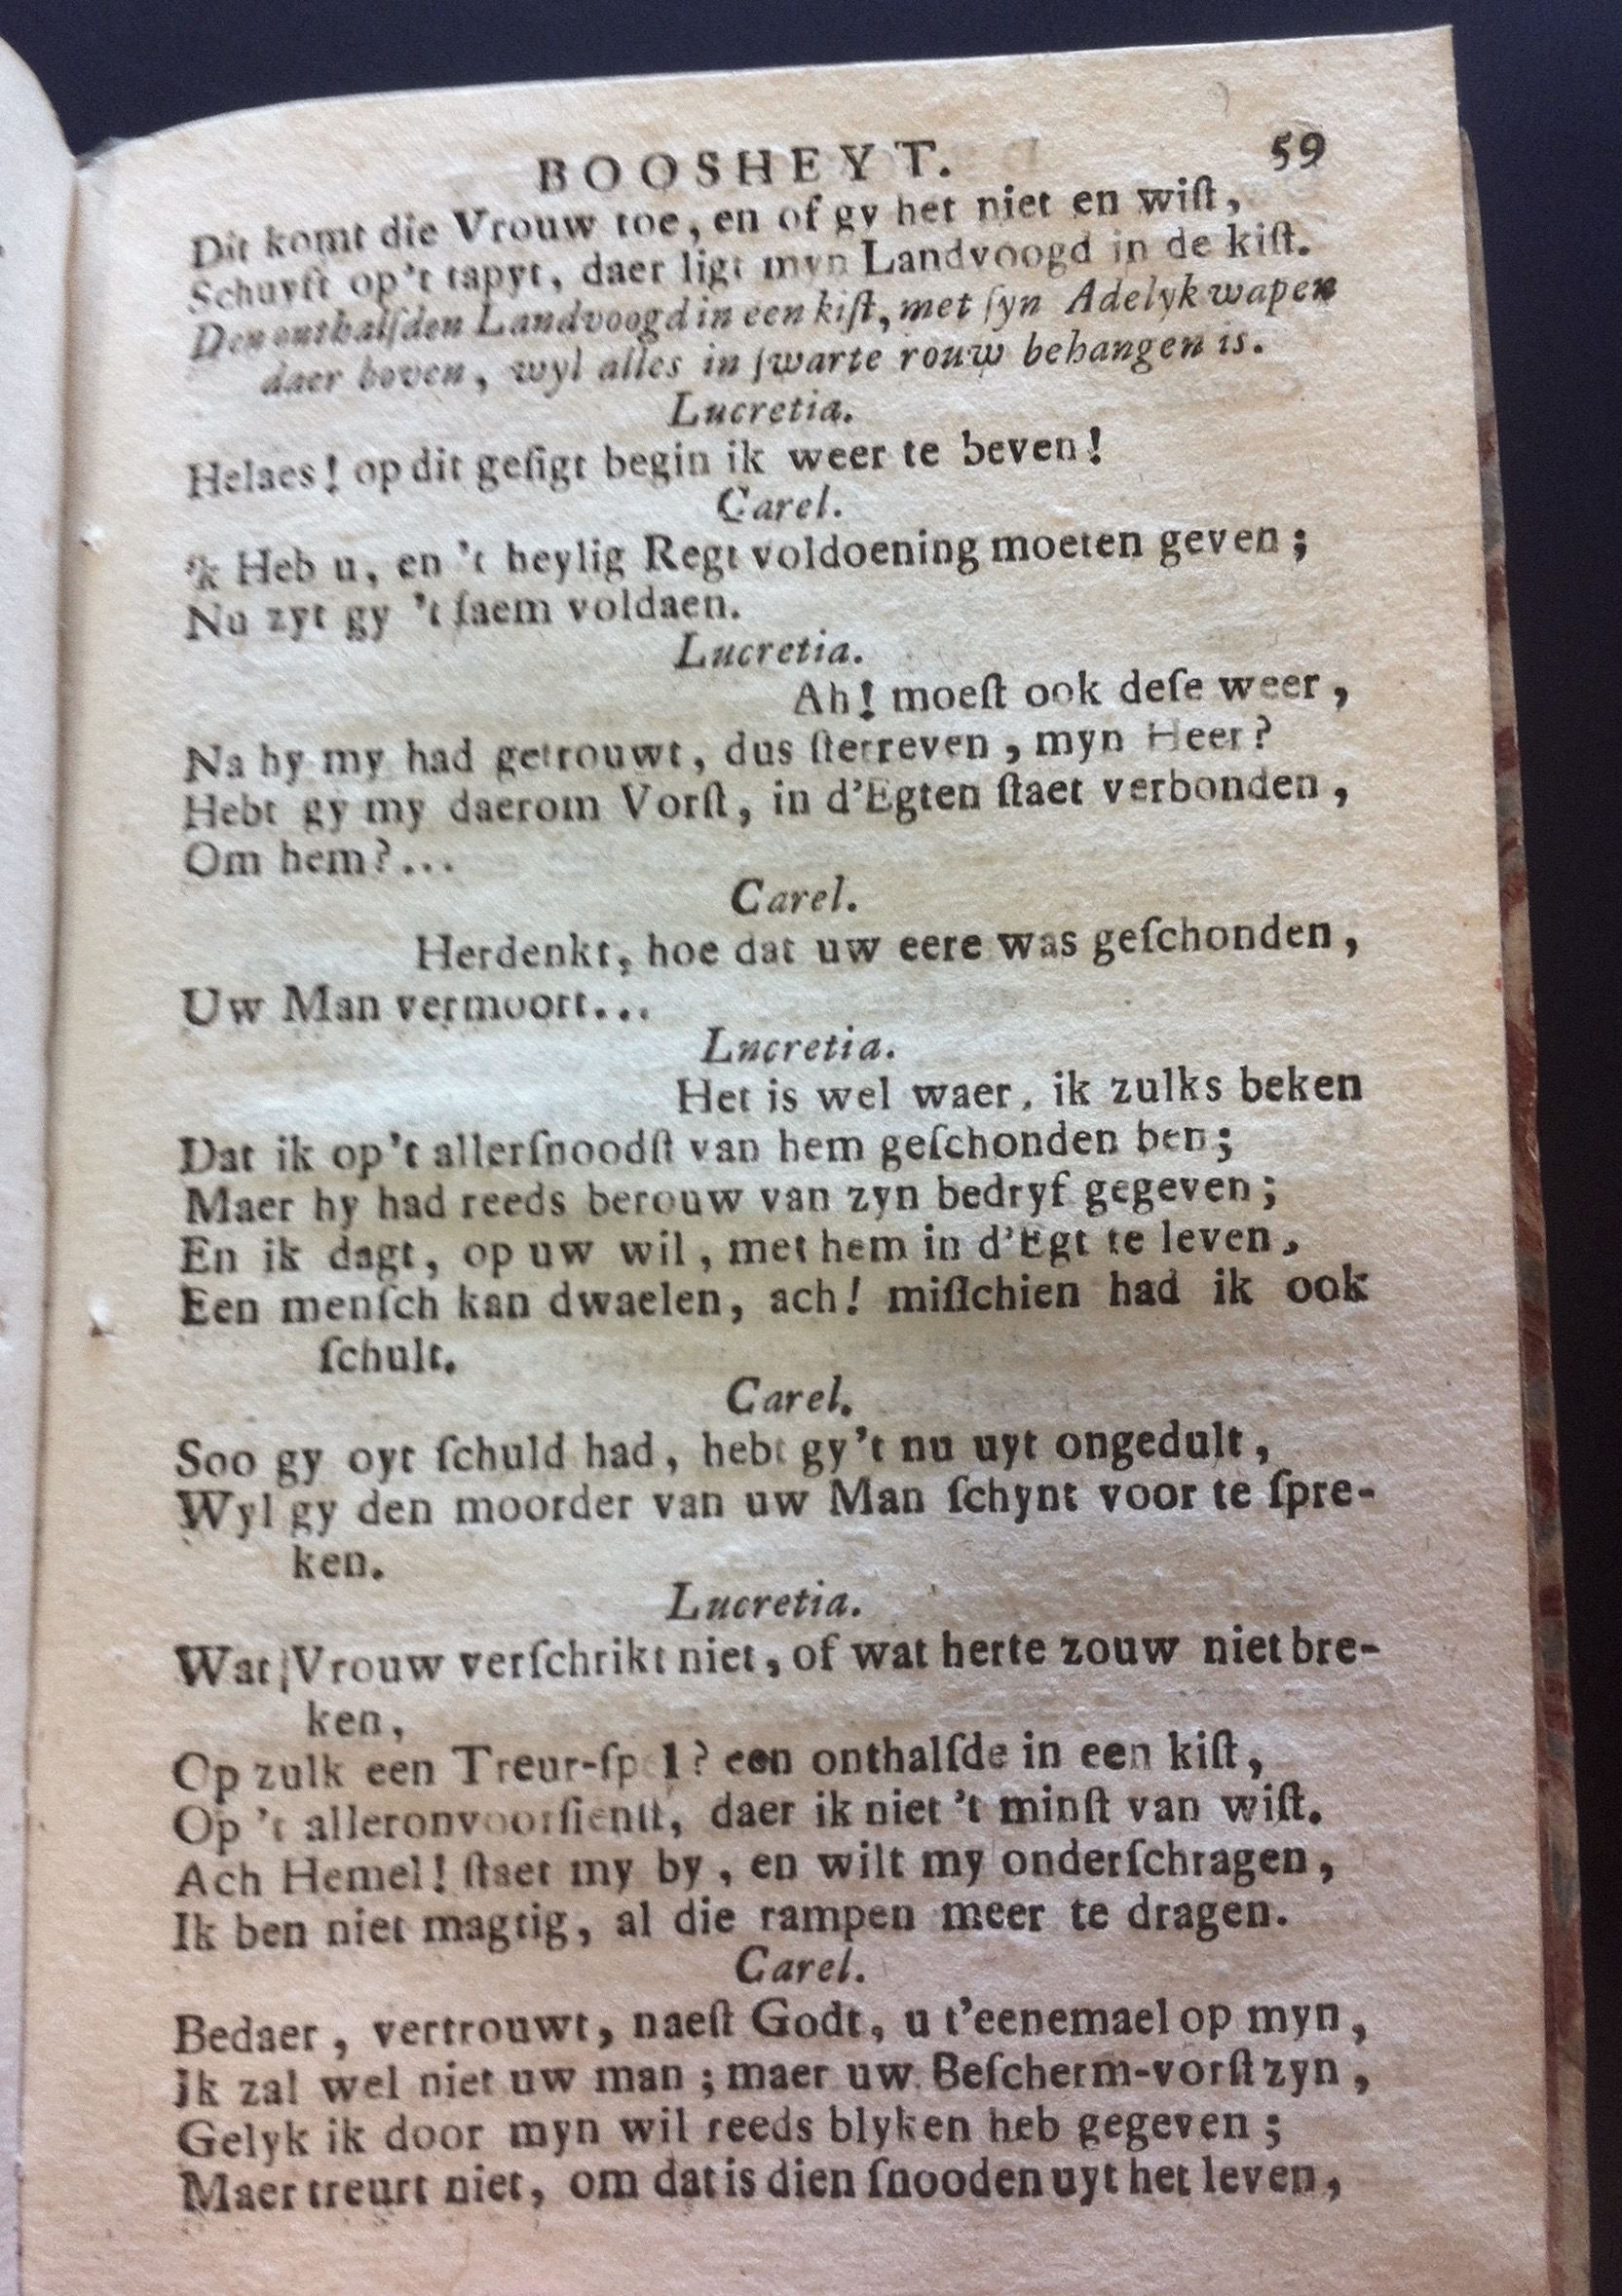 BOOSHEYT. 59
Dit komt die Vrouw toe, en of gy het niet en wiſt,
Schuyft op't tapyt, daer ligt myn Landvoogd in de kiſt.
Den onthalſden Landvoogd in een kiſt, met ſyn Adelyk wapen
daer boven, wyl alles in ſwarte rouw behangen is.
Lucretia.
Helaes! op dit geſigt begin ik weer te beven!
Carel.
'k Heb u, en 't heylig Regt voldoening moeten geven;
Nu zyt gy 't ſaem voldaen.
Lucretia.
Ah! moeſt ook deſe weer,
Na hy my had getrouwt, dus ſterreven, myn Heer?
Hebt gy my daerom Vorſt, in d'Egten ſtaet verbonden,
Om hem?...
Carel.
Herdenkt, hoe dat uw eere was geſchonden,
Uw Man vermoort...
Lncretia.
Het is wel waer, ik zulks beken
Dat ik op't allerſnoodſt van hem geſchonden ben;
Maer hy had reeds berouw van zyn bedryf gegeven;
En ik dagt, op uw wil, met hem in d'Egt te leven,
Een menſch kan dwaelen, ach! miſſchien had ik ook
ſchult.
Carel.
Soo gy oyt ſchuld had, hebt gy't nu uyt ongedult,
Wyl gy den moorder van uw Man ſchynt voor te ſpre-
ken.
Lucretia.
Wat Vrouw verſchrikt niet, of wat herte zouw niet bre-
ken,
Op zulk een Treur-ſpel? een onthalſde in een kiſt,
Op 't alleronvoorſienſt, daer ik niet 't minſt van wiſt.
Ach Hemel! ſtaet my by, en wilt my onderſchragen,
Ik ben niet magtig, al die rampen meer te dragen.
Carel.
Bedaer, vertrouwt, naeſt Godt, u t'eenemael op myn,
Ik zal wel niet uw man; maer uw Beſcherm-vorſt zyn,
Gelyk ik door myn wil reeds blyken heb gegeven;
Maer treurt niet, om dat is dien ſnooden uyt het leven,